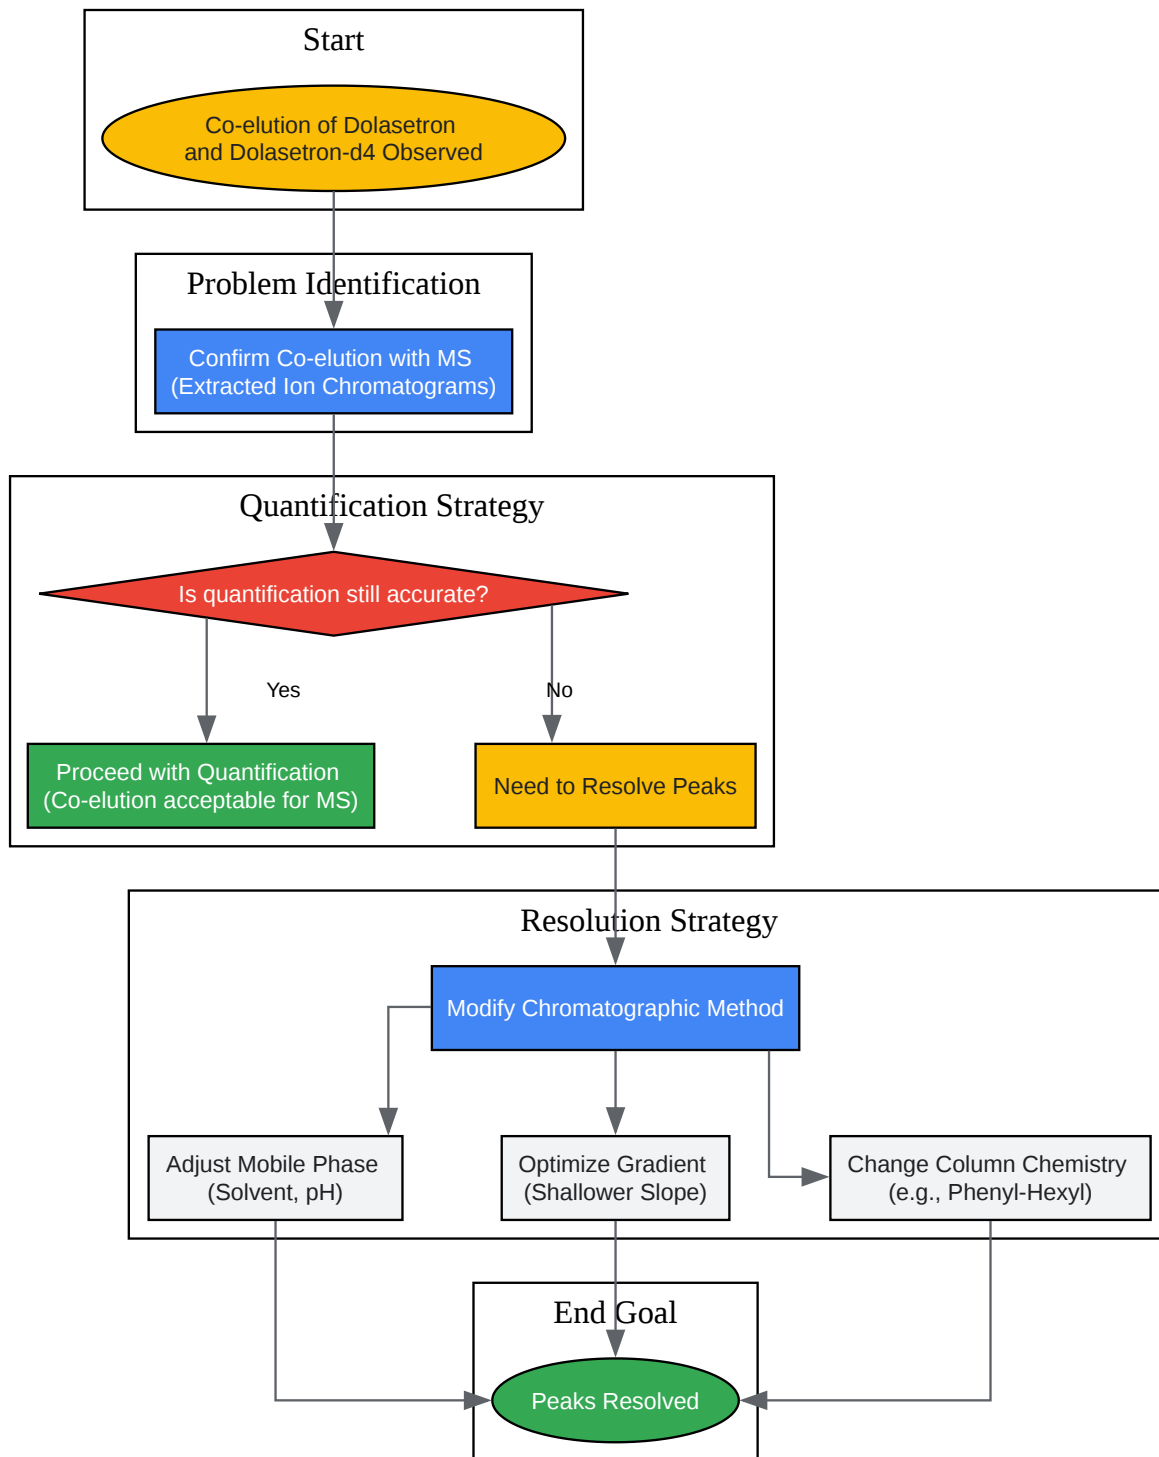 Start
Co-elution of Dolasetron
and Dolasetron-d4 Observed
Problem Identification
Confirm Co-elution with MS
(Extracted Ion Chromatograms)
Quantification Strategy
Is quantification still accurate?
Yes
No
Proceed with Quantification
(Co-elution acceptable for MS)
Need to Resolve Peaks
Resolution Strategy
Modify Chromatographic Method
Adjust Mobile Phase
(Solvent, pH)
Optimize Gradient
(Shallower Slope)
Change Column Chemistry
(e.g., Phenyl-Hexyl)
End Goal
Peaks Resolved